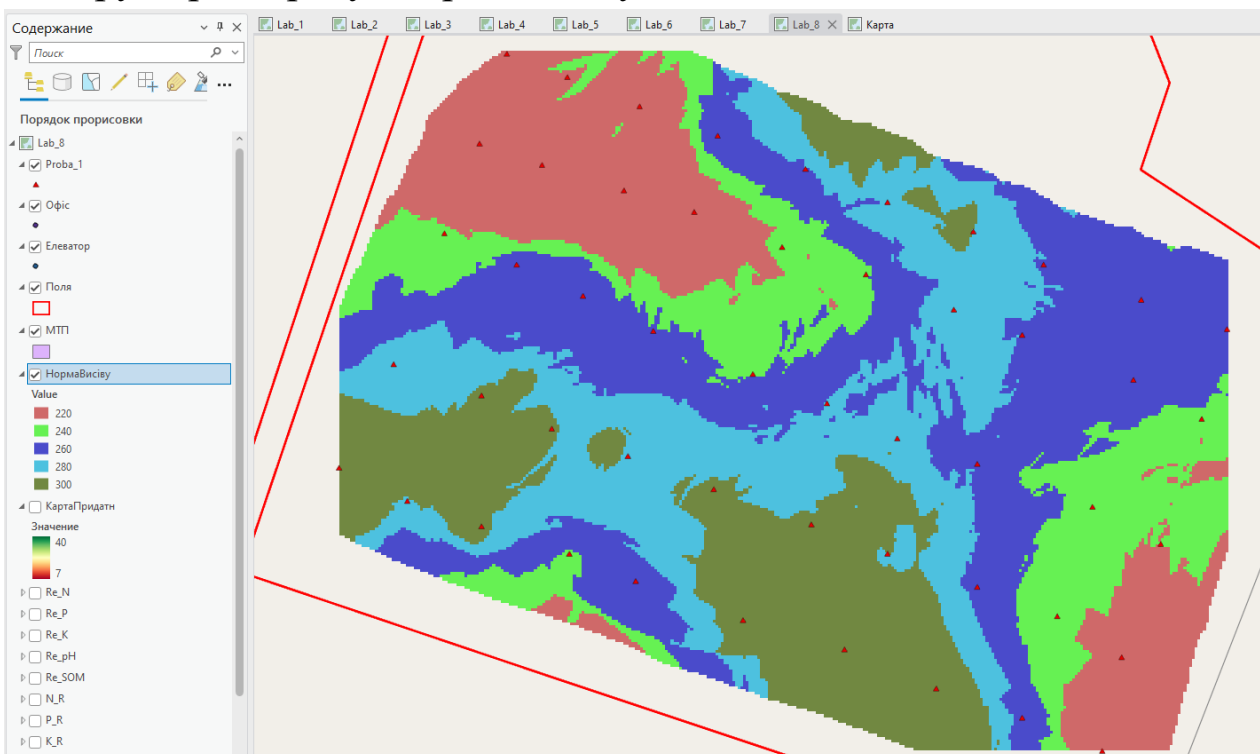 Содержание
Lab_1
Lab_2
Lab_3
Lab_4
Lab_5
Lab_6
Lab_7
Lab_8
Карта
Поиск
Порядок прорисовки
Lab_8
Proba_1
Офіс
Елеватор
Поля
МТП
НормаВисіву
Value
220
240
260
280
300
КартаПридатн
Значение
40
7
Re_N
Re_P
Re_K
Re_pH
Re_SOM
N_R
P_R
K_R